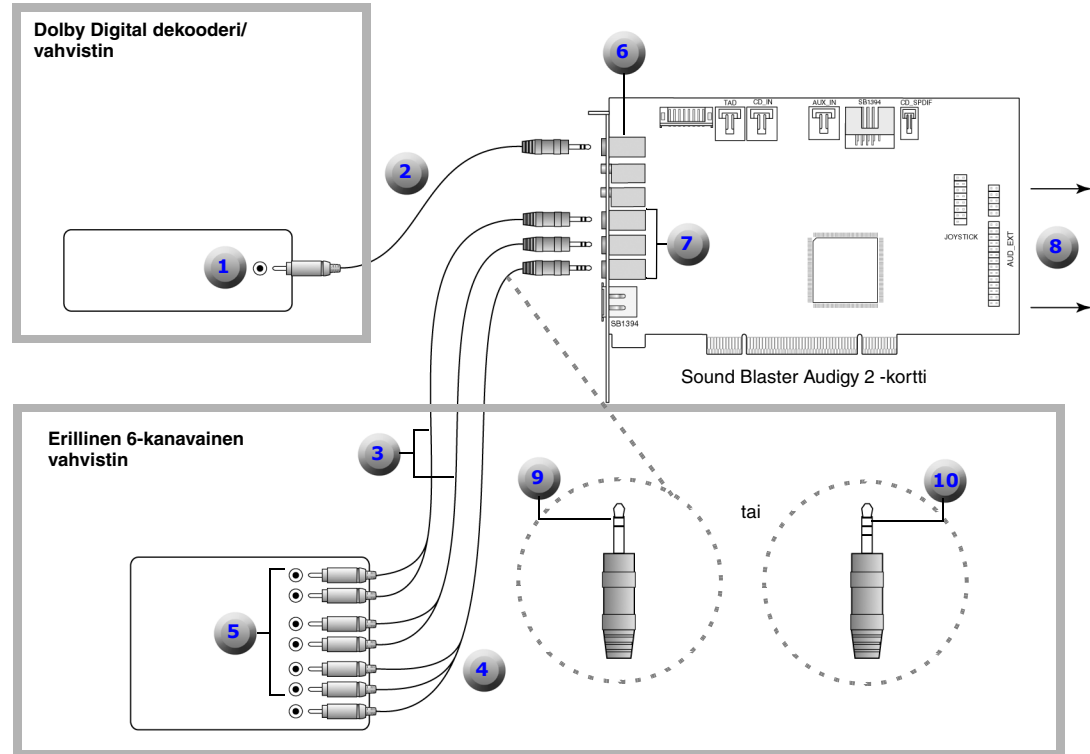 Dolby Digital dekooderi/
vahvistin
6
TAD
CD_IN
AUX_IN
SB1394
CD_SPDIF
2
1
7
JOYSTICK
AUD_EXT
8
SB1394
Sound Blaster Audigy 2 -kortti
Erillinen 6-kanavainen
vahvistin
3
9
tai
10
5
4